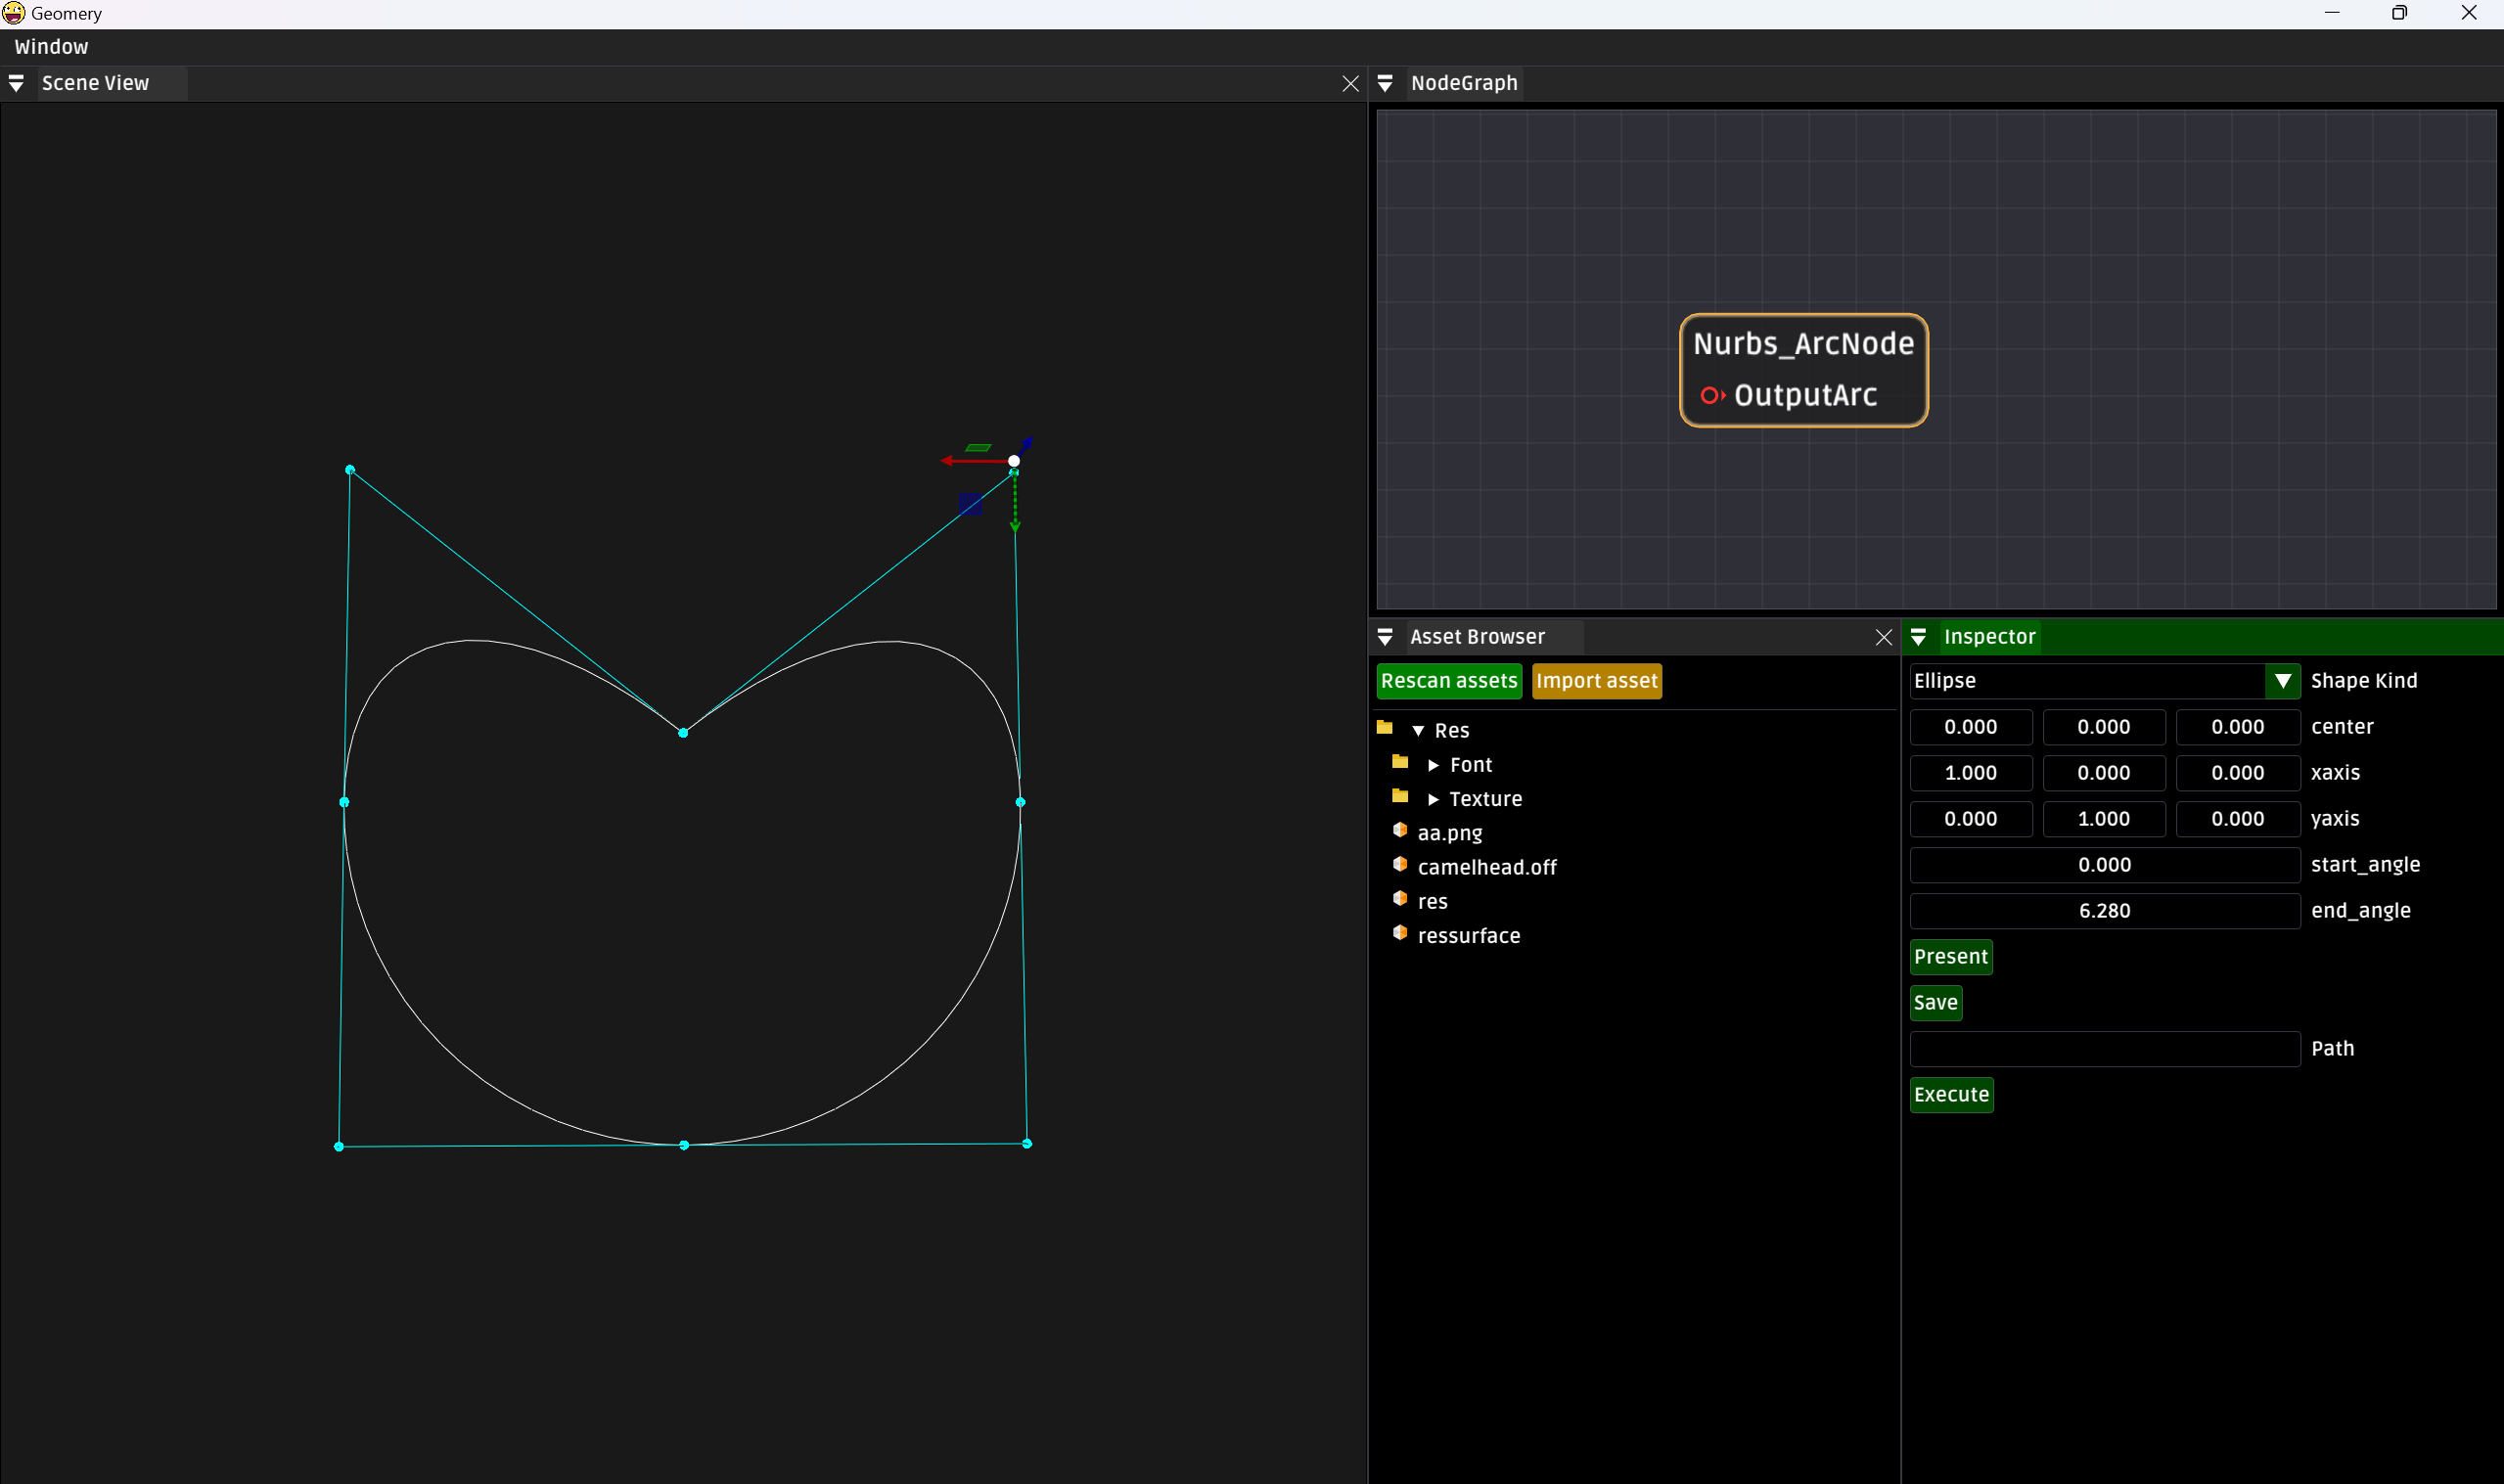 Geomery
Window
Scene View
NodeGraph
Nurbs_ArcNode
OutputArc
Asset Browser
Rescan assets Import asset
Res
Font
Texture
aa.png
camelhead.off
res
ressurface
Inspector
Ellipse Shape Kind
0.000 0.000 0.000 center
1.000 0.000 0.000 xaxis
0.000 1.000 0.000 yaxis
0.000 start_angle
6.280 end_angle
Present
Save
Path
Execute